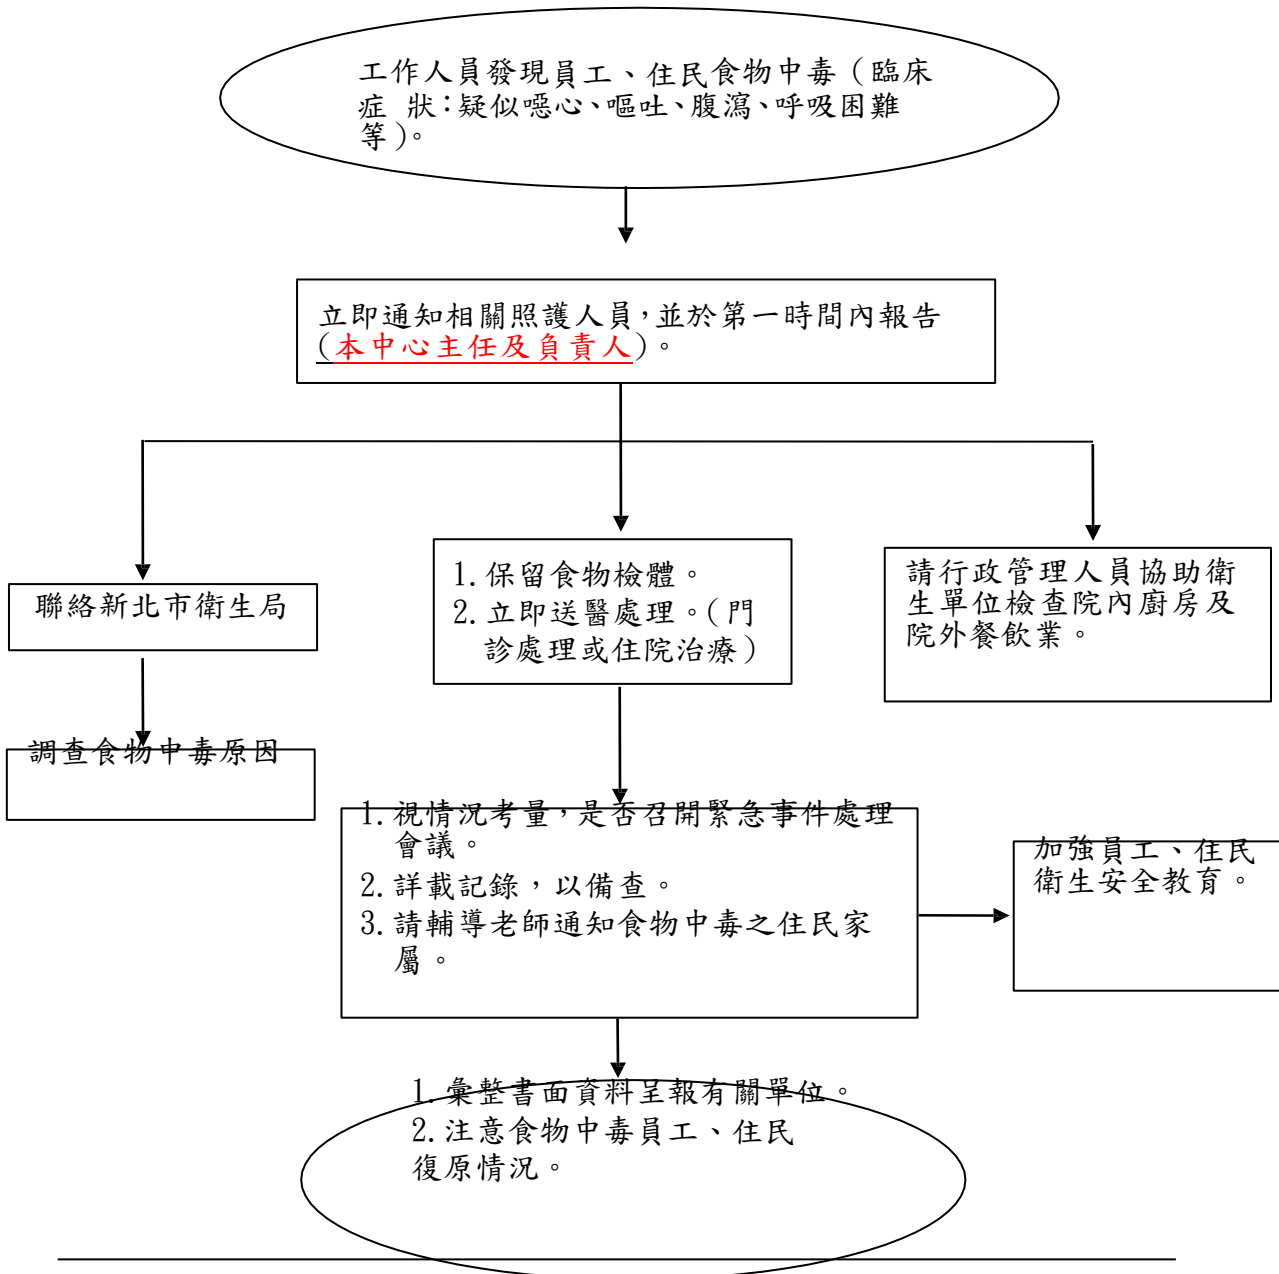 工作人員發現員工、住民食物中毒（臨床
症 狀：疑似噁心、嘔吐、腹瀉、呼吸困難
等）。
立即通知相關照護人員，並於第一時間內報告
(本中心主任及負責人)。
聯絡新北市衛生局
1. 保留食物檢體。
2. 立即送醫處理。（門
診處理或住院治療）
請行政管理人員協助衛
生單位檢查院內廚房及
院外餐飲業。
調查食物中毒原因
1. 視情況考量，是否召開緊急事件處理
會議。
2. 詳載記錄，以備查。
3. 請輔導老師通知食物中毒之住民家
屬。
加強員工、住民
衛生安全教育。
1. 彙整書面資料呈報有關單位。
2. 注意食物中毒員工、住民
復原情況。